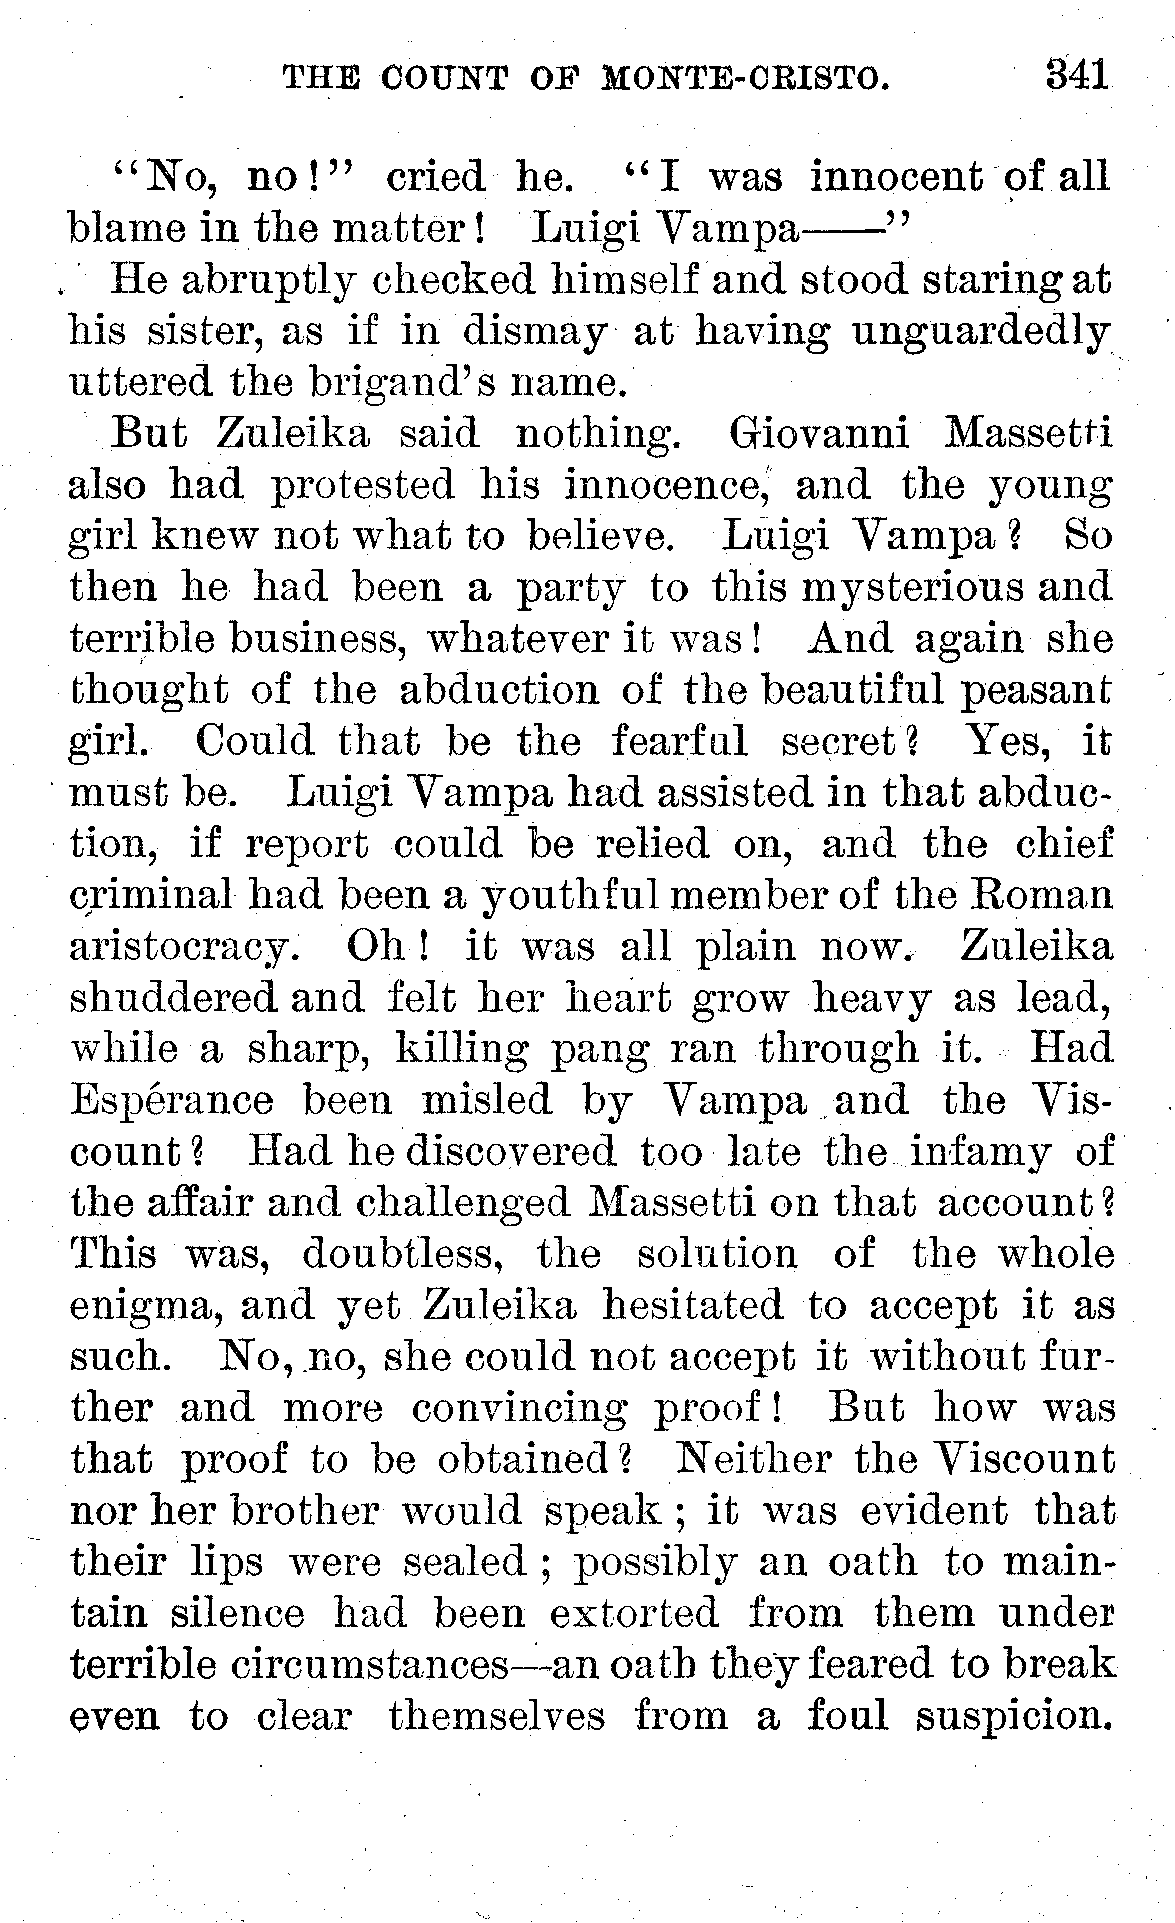 THE COUNT OF MONTE-CRISTO. 341
“No, no!” cried he. “I was innocent of all
blame in the matter! Luigi Vampa——”
He abruptly checked himself and stood staring at
his sister, as if in dismay at having unguardedly
uttered the brigand’s name.
But Zuleika said nothing. Giovanni Massetti
also had protested his innocence, and the young
girl knew not what to believe. Luigi Vampa? So
then he had been a party to this mysterious and
terrible business, whatever it was! And again she
thought of the abduction of the beautiful peasant
girl. Could that be the fearful secret? Yes, it
must be. Luigi Vampa had assisted in that abduc-
tion, if report could be relied on, and the chief
criminal had been a youthful member of the Roman
aristocracy. Oh! it was all plain now. Zuleika
shuddered and felt her heart grow heavy as lead,
while a sharp, killing pang ran through it. Had
Espérance been misled by Vampa and the Vis-
count? Had he discovered too late the infamy of
the affair and challenged Massetti on that account?
This was, doubtless, the solution of the whole
enigma, and yet Zuleika hesitated to accept it as
such. No, no, she could not accept it without fur-
ther and more convincing proof! But how was
that proof to be obtained? Neither the Viscount
nor her brother would speak; it was evident that
their lips were sealed; possibly an oath to main-
tain silence had been extorted from them under
terrible circumstances—an oath they feared to break
even to clear themselves from a foul suspicion.